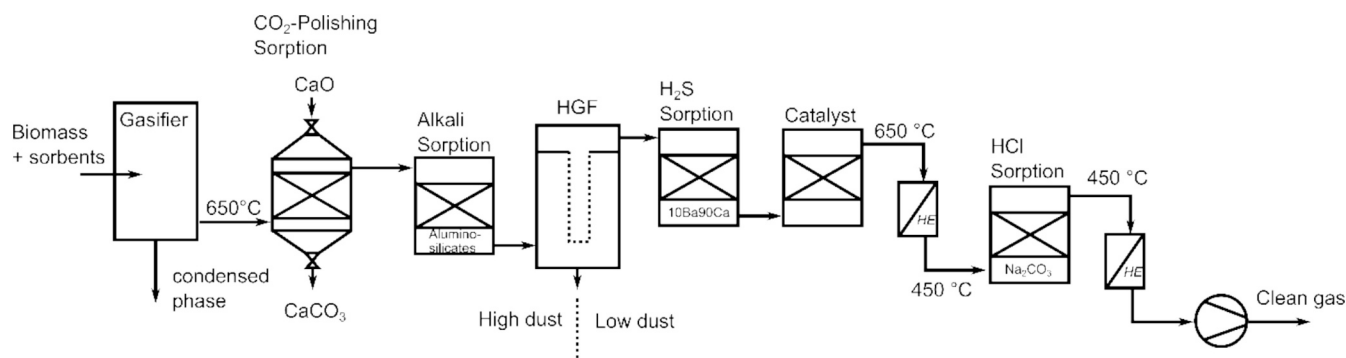 CO₂-Polishing
Sorption
CaO
Gasifier
Biomass
+ sorbents
650°C
condensed
phase
CaCO₃
Alkali
Sorption
Alumino-
silicates
HGF
High dust
Low dust
H₂S
Sorption
10Ba90Ca
Catalyst
650 °C
HE
450 °C
HCl
Sorption
Na₂CO₃
450 °C
HE
Clean gas